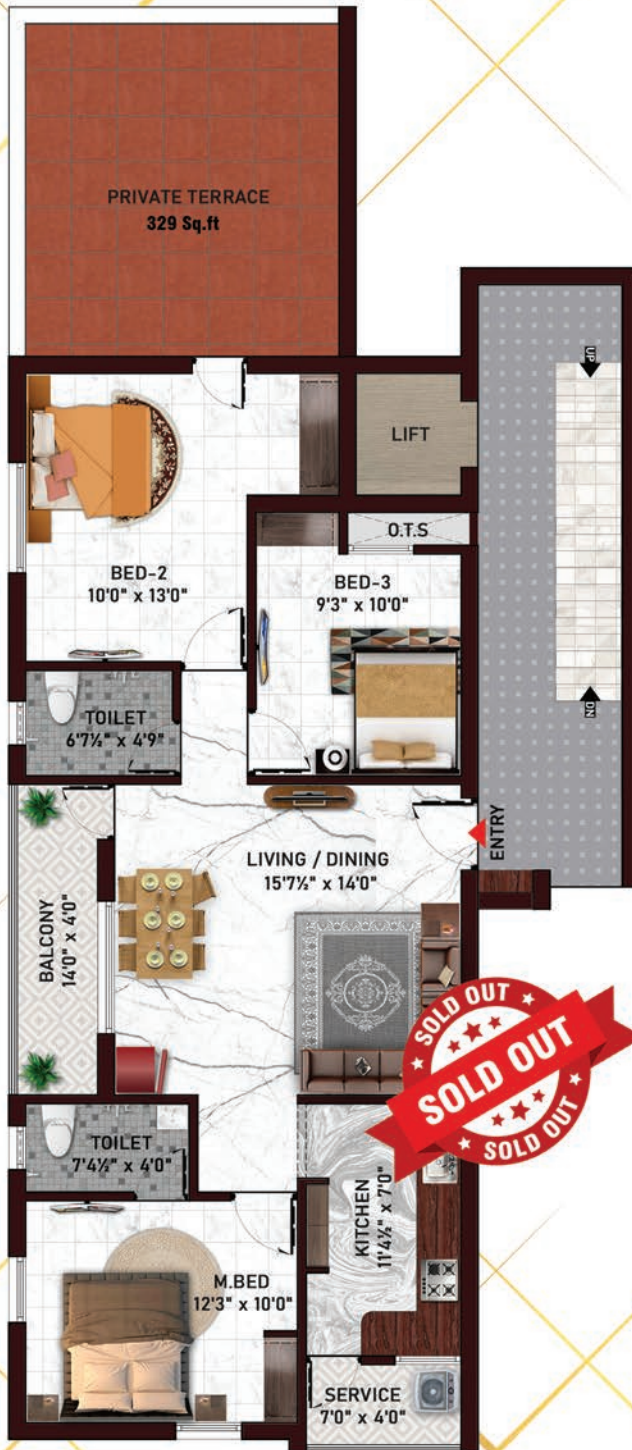 PRIVATE TERRACE
329 Sq.ft
UP
LIFT
O.T.S
BED-2
10'0" x 13'0"
BED-3
9'3" x 10'0"
DN
TOILET
6'7½" x 4'9"
ENTRY
LIVING / DINING
15'7½" x 14'0"
BALCONY
14'0" x 4'0"
SOLD OUT
SOLD OUT
SOLD OUT
TOILET
7'4½" x 4'0"
KITCHEN
11'4½" x 7'0"
M.BED
12'3" x 10'0"
SERVICE
7'0" x 4'0"